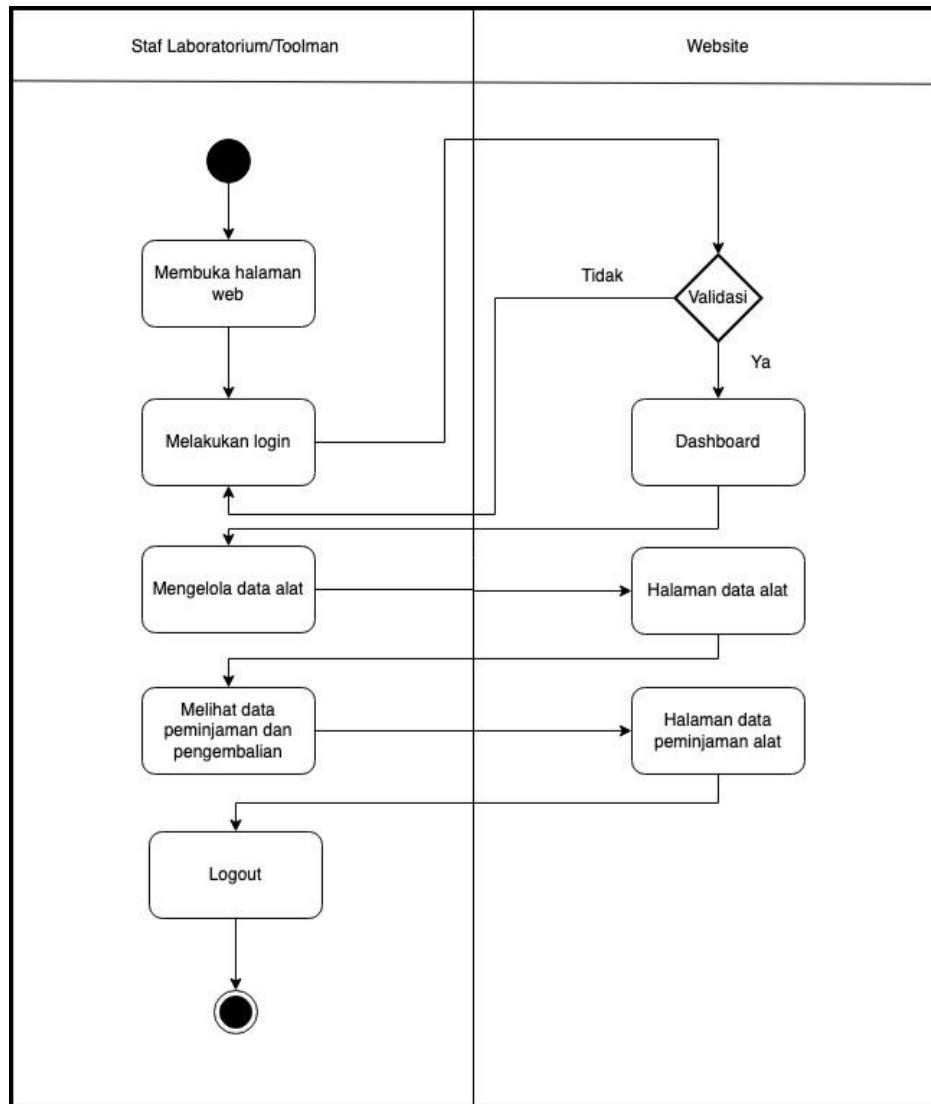 Staf Laboratorium/Toolman
Website
Membuka halaman
web
Tidak
Validasi
Ya
Melakukan login
Dashboard
Mengelola data alat
Halaman data alat
Melihat data
peminjaman dan
pengembalian
Halaman data
peminjaman alat
Logout